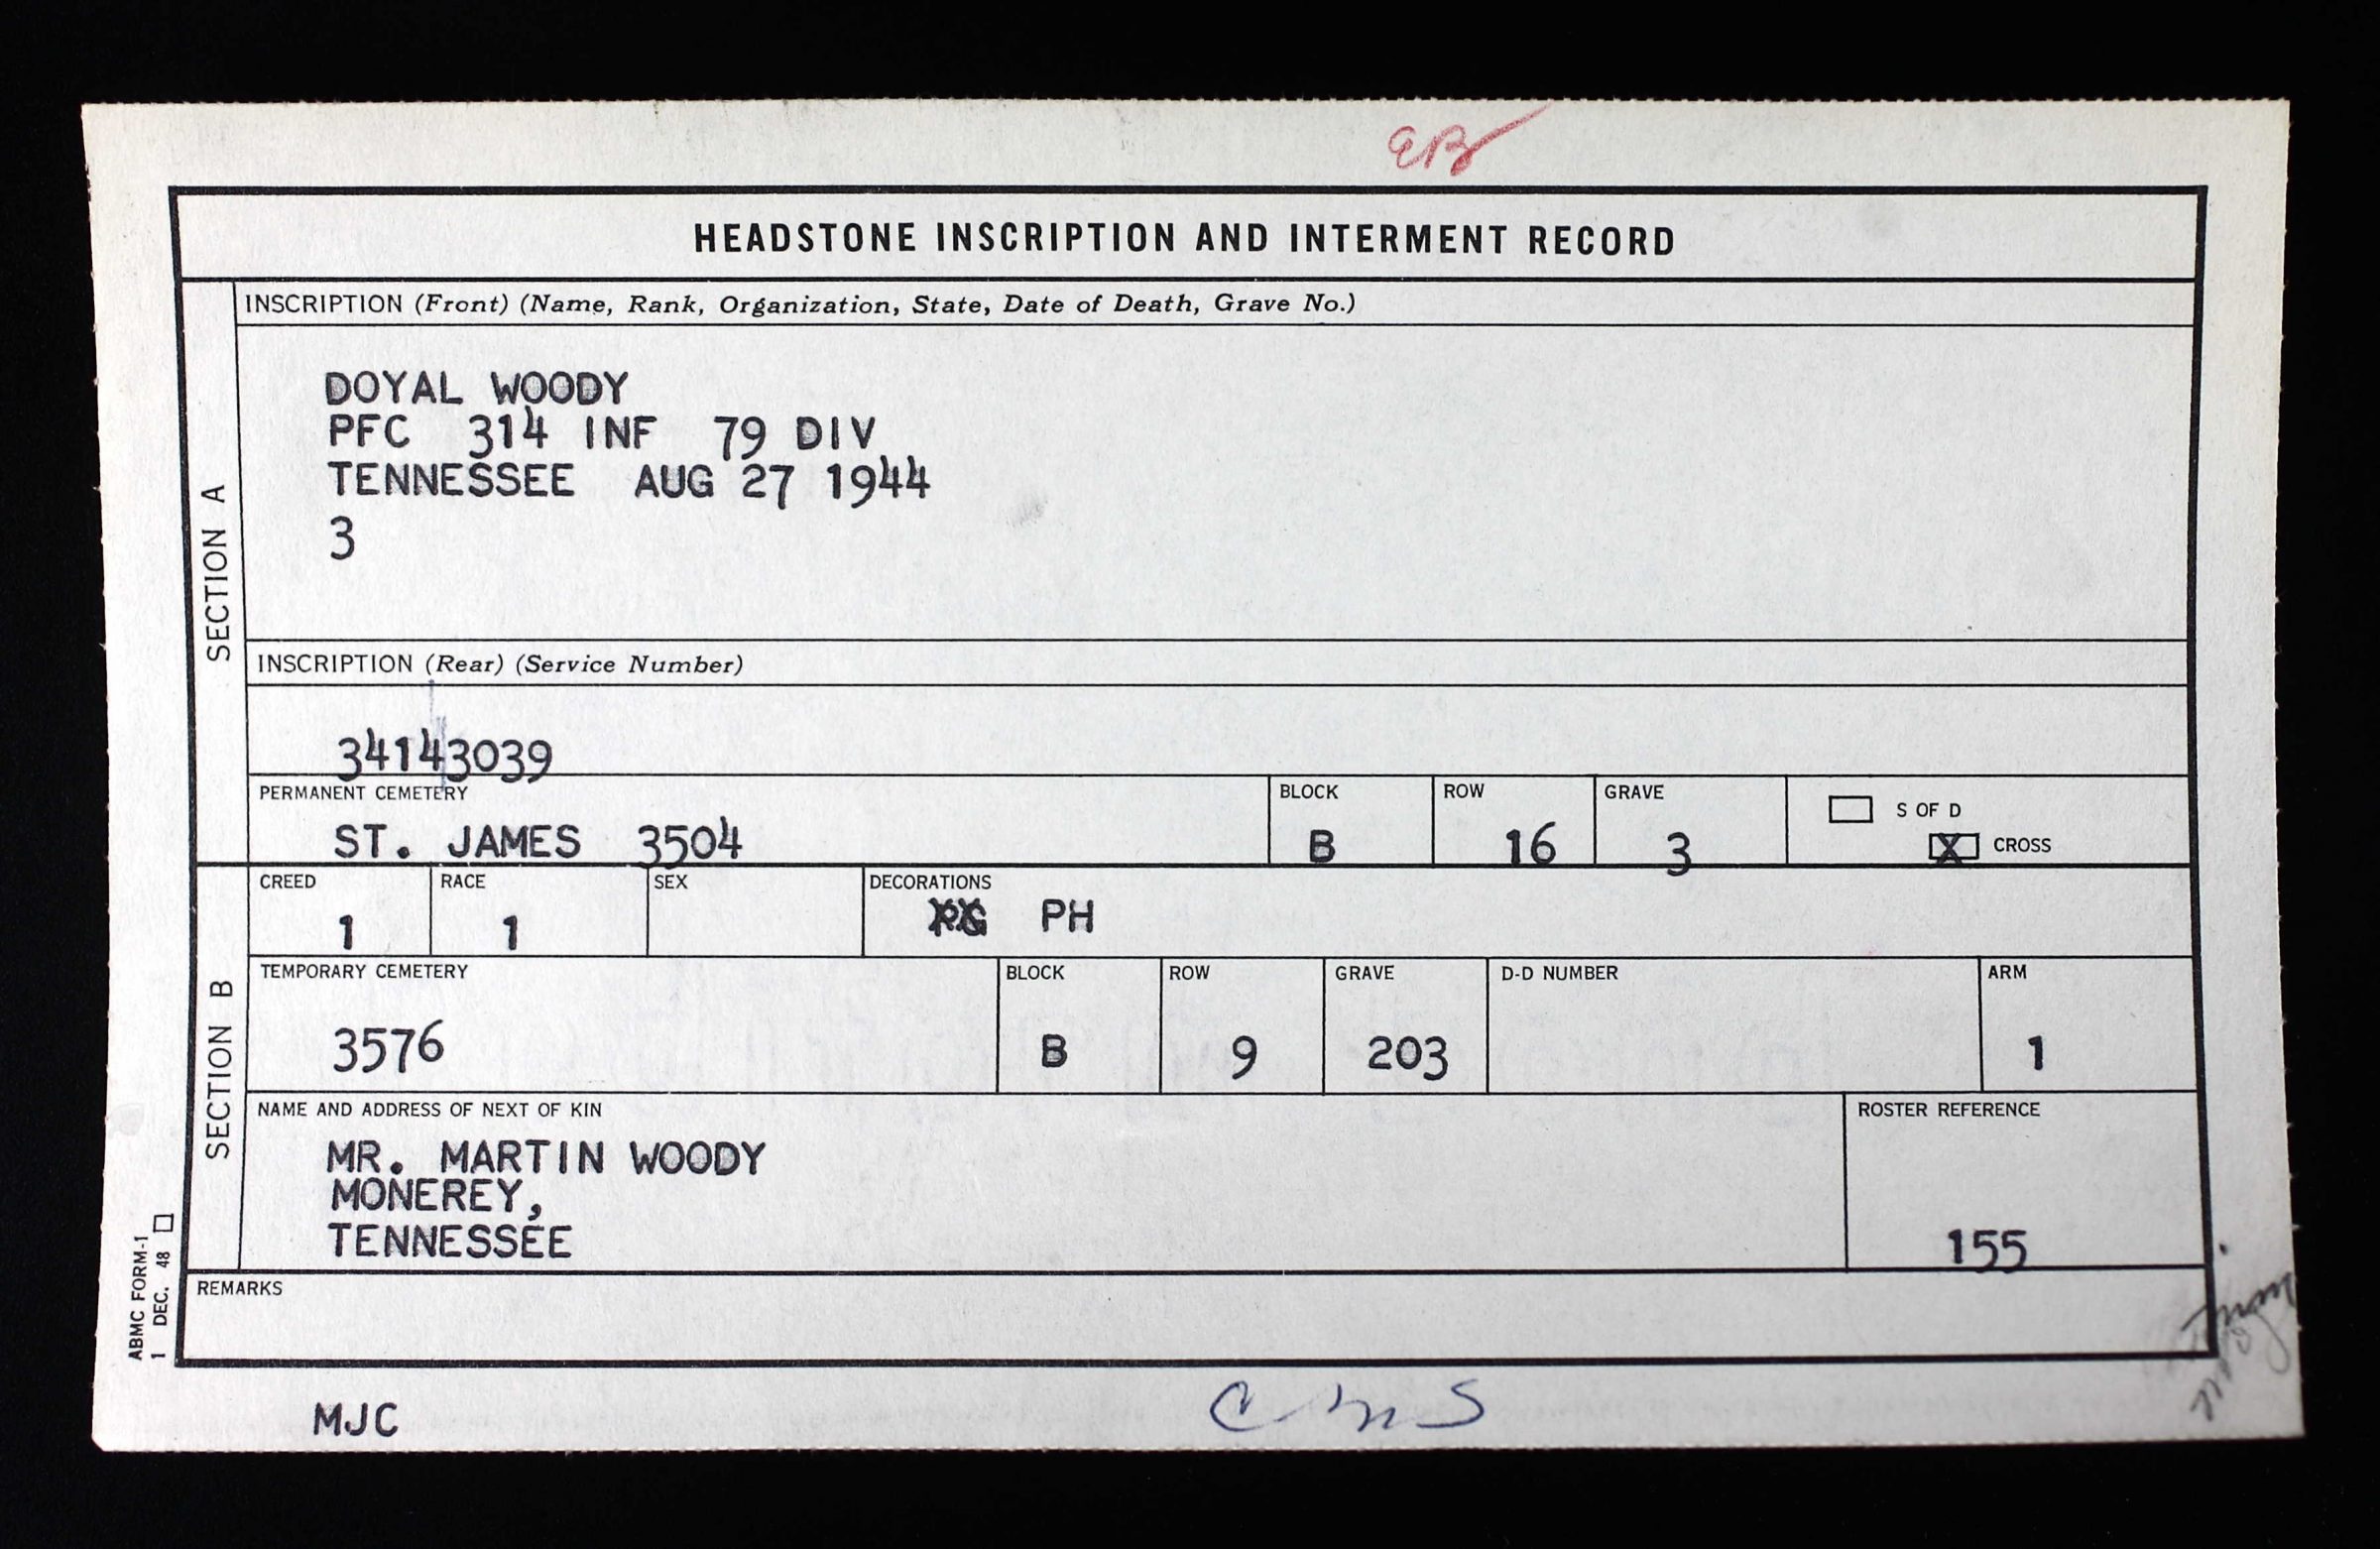 EB
HEADSTONE INSCRIPTION AND INTERMENT RECORD
SECTION A
INSCRIPTION (Front) (Name, Rank, Organization, State, Date of Death, Grave No.)
DOYAL WOODY
PFC 314 INF 79 DIV
TENNESSEE AUG 27 1944
3
INSCRIPTION (Rear) (Service Number)
34143039
PERMANENT CEMETERY BLOCK ROW GRAVE S OF D
ST. JAMES 3504 B 16 3 X CROSS
SECTION B
CREED RACE SEX DECORATIONS
1 1 PH
TEMPORARY CEMETERY BLOCK ROW GRAVE D-D NUMBER ARM
3576 B 9 203 1
NAME AND ADDRESS OF NEXT OF KIN ROSTER REFERENCE
MR. MARTIN WOODY
MONEREY,
TENNESSEE 155
REMARKS
ABMC FORM-1
1 DEC. 48
MJC